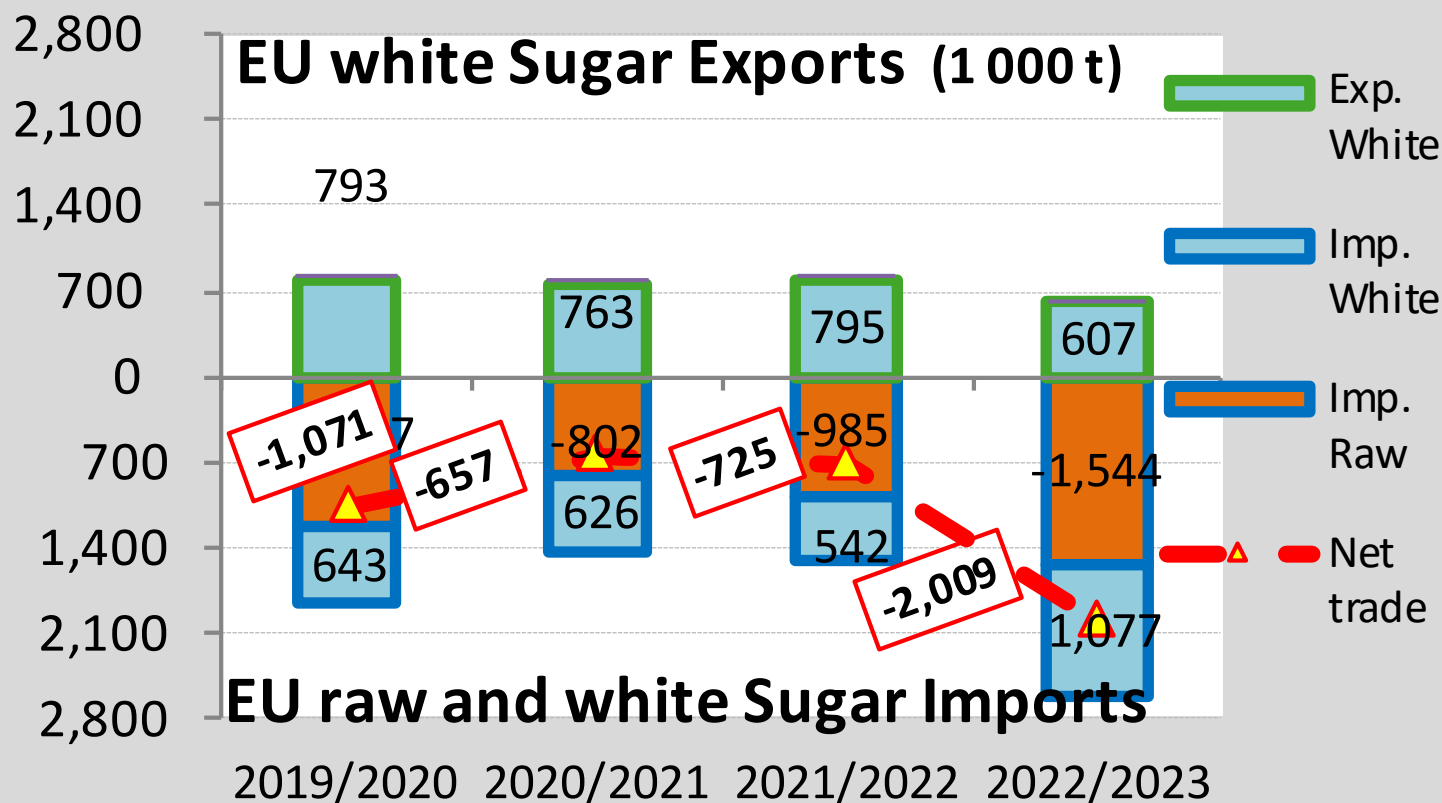 2,800
2,100
1,400
700
0
700
1,400
2,100
2,800
EU white Sugar Exports (1 000 t)
793
763
795
607
-1,071
7
-657
-802
-725
-985
-1,544
643
626
542
-2,009
1,077
EU raw and white Sugar Imports
2019/2020
2020/2021
2021/2022
2022/2023
Exp.
White
Imp.
White
Imp.
Raw
Net
trade